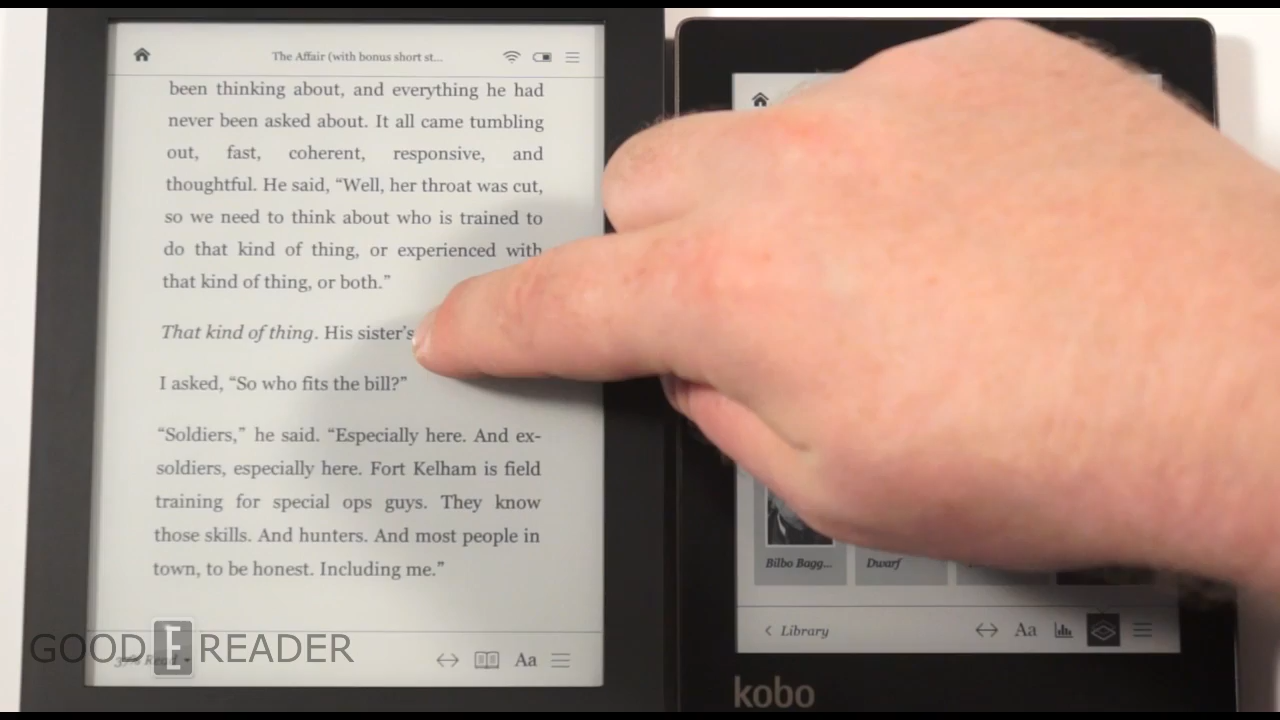 The Affair (with bonus short st...
been thinking about, and everything he had
never been asked about. It all came tumbling
out, fast, coherent, responsive, and
thoughtful. He said, “Well, her throat was cut,
so we need to think about who is trained to
do that kind of thing, or experienced with
that kind of thing, or both.”
That kind of thing. His sister’s
I asked, “So who fits the bill?”
“Soldiers,” he said. “Especially here. And ex-
soldiers, especially here. Fort Kelham is field
training for special ops guys. They know
those skills. And hunters. And most people in
town, to be honest. Including me.”
Read
Aa
GOOD E READER
Bilbo Bagg...
Dwarf
< Library
Aa
kobo